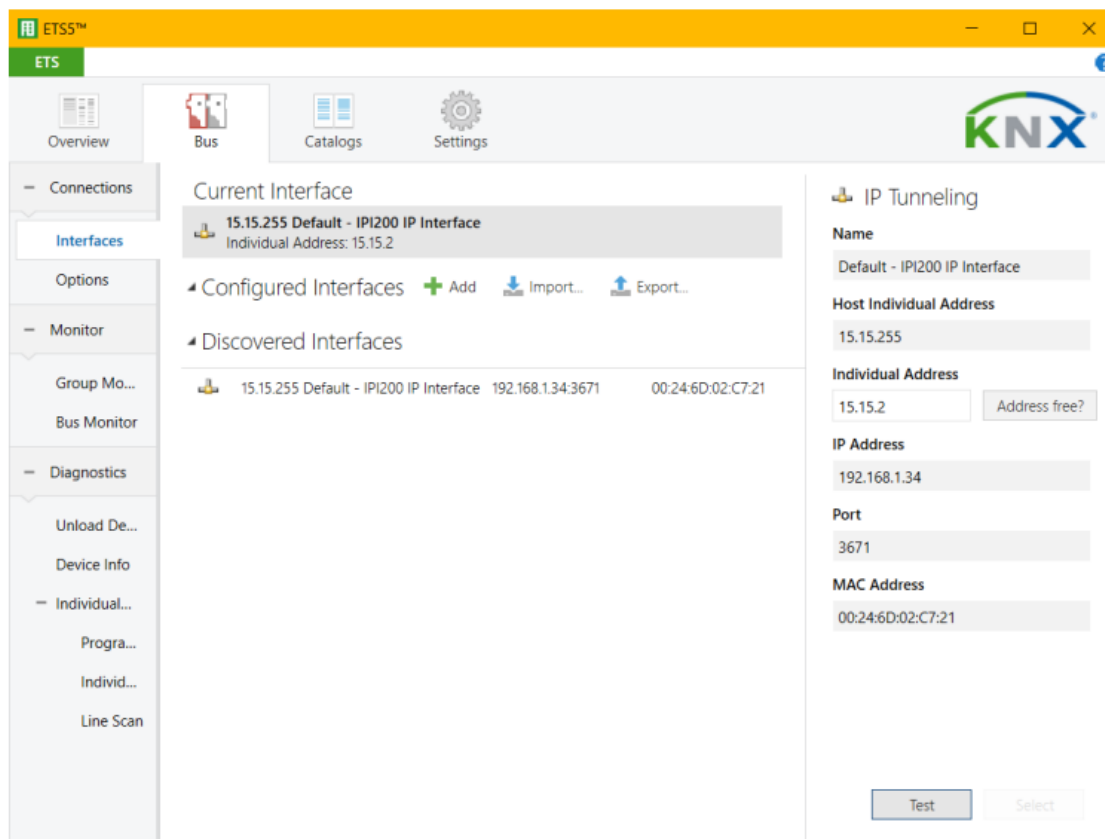 ETS5™
ETS
Overview
Bus
Catalogs
Settings
KNX
Connections
Interfaces
Options
Monitor
Group Mo...
Bus Monitor
Diagnostics
Unload De...
Device Info
Individual...
Progra...
Individ...
Line Scan
Current Interface
15.15.255 Default - IPI200 IP Interface
Individual Address: 15.15.2
Configured Interfaces Add Import... Export...
Discovered Interfaces
15.15.255 Default - IPI200 IP Interface 192.168.1.34:3671 00:24:6D:02:C7:21
IP Tunneling
Name
Default - IPI200 IP Interface
Host Individual Address
15.15.255
Individual Address
15.15.2 Address free?
IP Address
192.168.1.34
Port
3671
MAC Address
00:24:6D:02:C7:21
Test Select